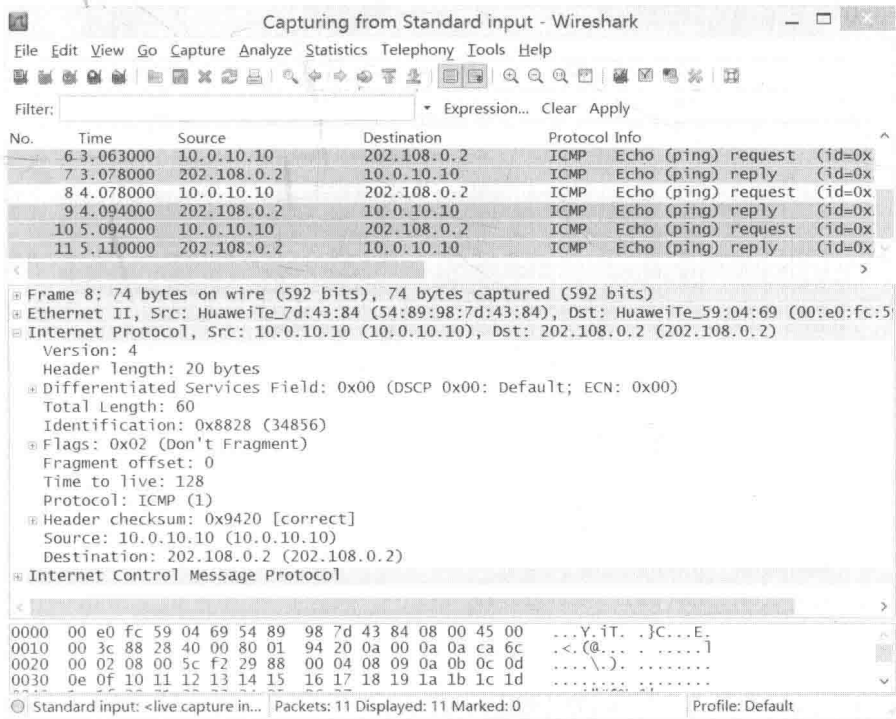 Capturing from Standard input - Wireshark
File Edit View Go Capture Analyze Statistics Telephony Tools Help
Filter: Expression... Clear Apply
No. Time Source Destination Protocol Info
6 3.063000 10.0.10.10 202.108.0.2 ICMP Echo (ping) request (id=0x
7 3.078000 202.108.0.2 10.0.10.10 ICMP Echo (ping) reply (id=0x
8 4.078000 10.0.10.10 202.108.0.2 ICMP Echo (ping) request (id=0x
9 4.094000 202.108.0.2 10.0.10.10 ICMP Echo (ping) reply (id=0x
10 5.094000 10.0.10.10 202.108.0.2 ICMP Echo (ping) request (id=0x
11 5.110000 202.108.0.2 10.0.10.10 ICMP Echo (ping) reply (id=0x
Frame 8: 74 bytes on wire (592 bits), 74 bytes captured (592 bits)
Ethernet II, Src: HuaweiTe_7d:43:84 (54:89:98:7d:43:84), Dst: HuaweiTe_59:04:69 (00:e0:fc:5
Internet Protocol, Src: 10.0.10.10 (10.0.10.10), Dst: 202.108.0.2 (202.108.0.2)
Version: 4
Header length: 20 bytes
Differentiated Services Field: 0x00 (DSCP 0x00: Default; ECN: 0x00)
Total Length: 60
Identification: 0x8828 (34856)
Flags: 0x02 (Don't Fragment)
Fragment offset: 0
Time to live: 128
Protocol: ICMP (1)
Header checksum: 0x9420 [correct]
Source: 10.0.10.10 (10.0.10.10)
Destination: 202.108.0.2 (202.108.0.2)
Internet Control Message Protocol
0000 00 e0 fc 59 04 69 54 89 98 7d 43 84 08 00 45 00 ...Y.iT. .}C...E.
0010 00 3c 88 28 40 00 80 01 94 20 0a 00 0a 0a ca 6c .<.(@... . .....l
0020 00 02 08 00 5c f2 29 88 00 04 08 09 0a 0b 0c 0d ....\.). ........
0030 0e 0f 10 11 12 13 14 15 16 17 18 19 1a 1b 1c 1d ........ ........
Standard input: <live capture in... Packets: 11 Displayed: 11 Marked: 0 Profile: Default